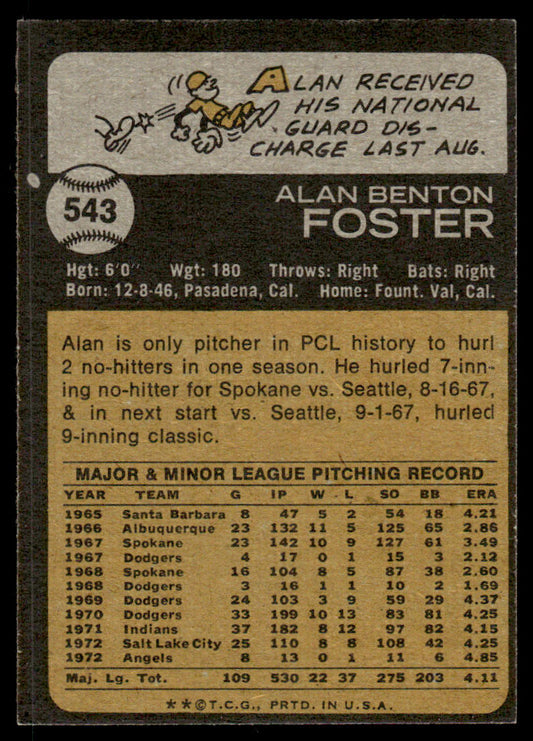 ALAN RECEIVED
HIS NATIONAL
GUARD DIS-
CHARGE LAST AUG.
543
ALAN BENTON
FOSTER
Hgt: 6'0" Wgt: 180 Throws: Right Bats: Right
Born: 12-8-46, Pasadena, Cal. Home: Fount. Val, Cal.
Alan is only pitcher in PCL history to hurl
2 no-hitters in one season. He hurled 7-inn-
ing no-hitter for Spokane vs. Seattle, 8-16-67,
& in next start vs. Seattle, 9-1-67, hurled
9-inning classic.
MAJOR & MINOR LEAGUE PITCHING RECORD
YEAR TEAM G IP W - L SO BB ERA
1965 Santa Barbara 8 47 5 2 54 18 4.21
1966 Albuquerque 23 132 11 5 125 65 2.86
1967 Spokane 23 142 10 9 127 61 3.49
1967 Dodgers 4 17 0 1 15 3 2.12
1968 Spokane 16 104 8 5 87 38 2.60
1968 Dodgers 3 16 1 1 10 2 1.69
1969 Dodgers 24 103 3 9 59 29 4.37
1970 Dodgers 33 199 10 13 83 81 4.25
1971 Indians 37 182 8 12 97 82 4.15
1972 Salt Lake City 25 110 8 8 108 42 4.25
1972 Angels 8 13 0 1 11 6 4.85
Maj. Lg. Tot. 109 530 22 37 275 203 4.11
**©T.C.G., PRTD. IN U.S.A.